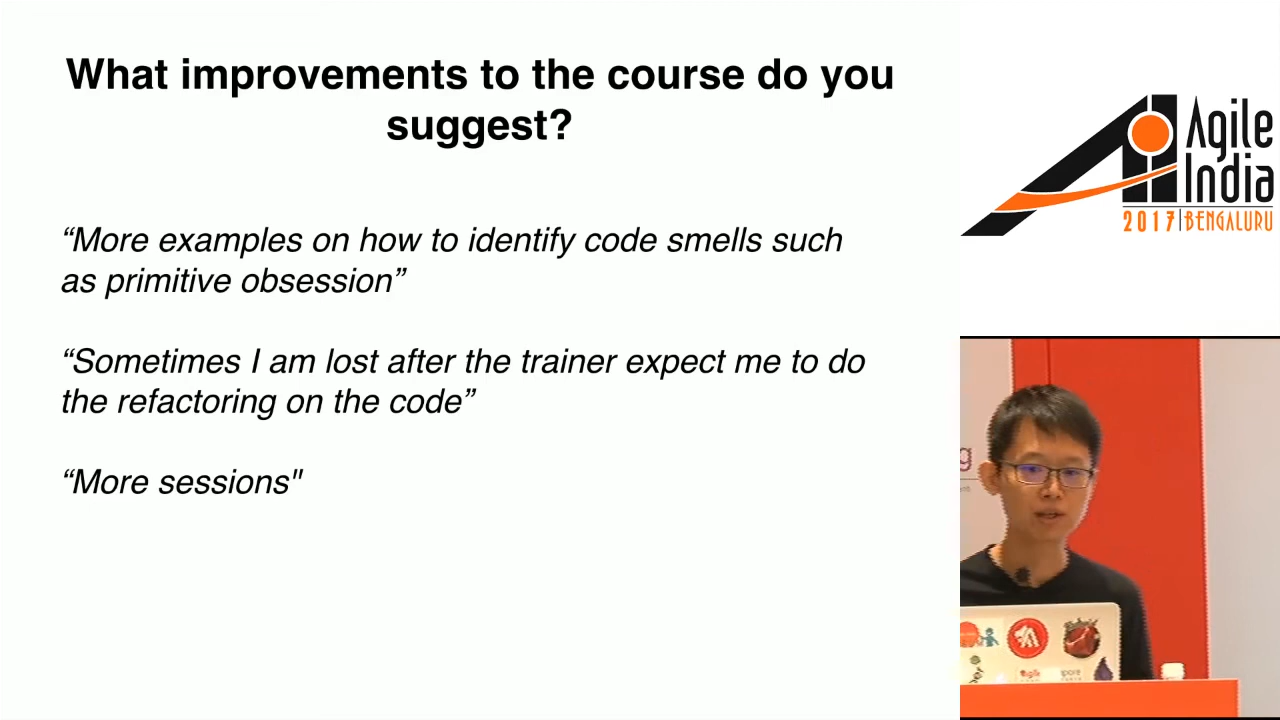 What improvements to the course do you
suggest?
“More examples on how to identify code smells such
as primitive obsession”
“Sometimes I am lost after the trainer expect me to do
the refactoring on the code”
“More sessions"
Agile
India
2017|BENGALURU